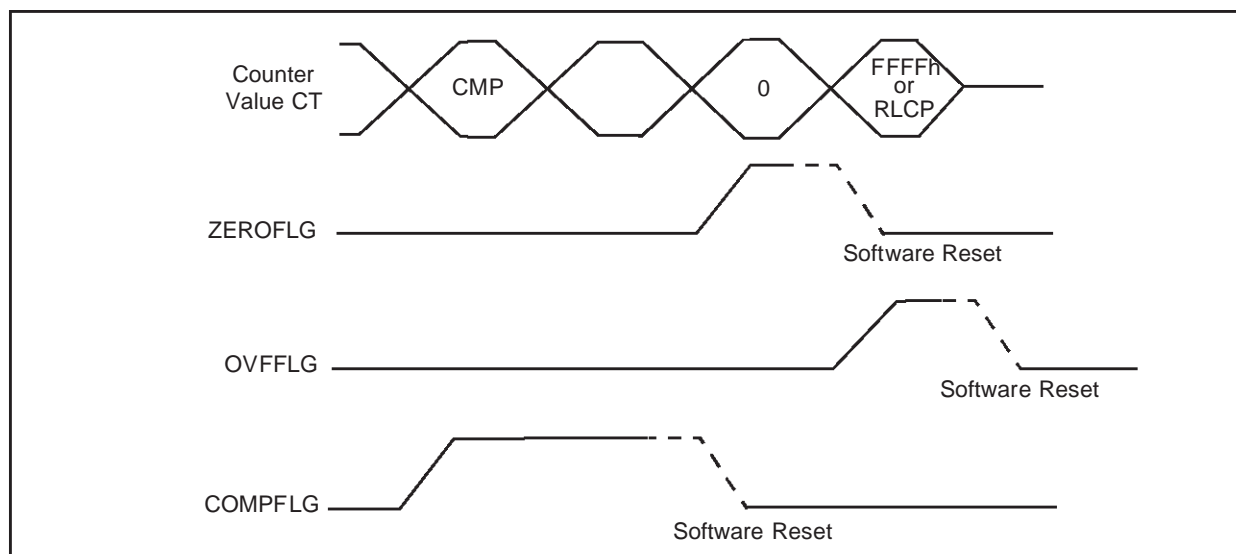 Counter
Value CT
CMP
0
FFFFh
or
RLCP
ZEROFLG
Software Reset
OVFFLG
Software Reset
COMPFLG
Software Reset